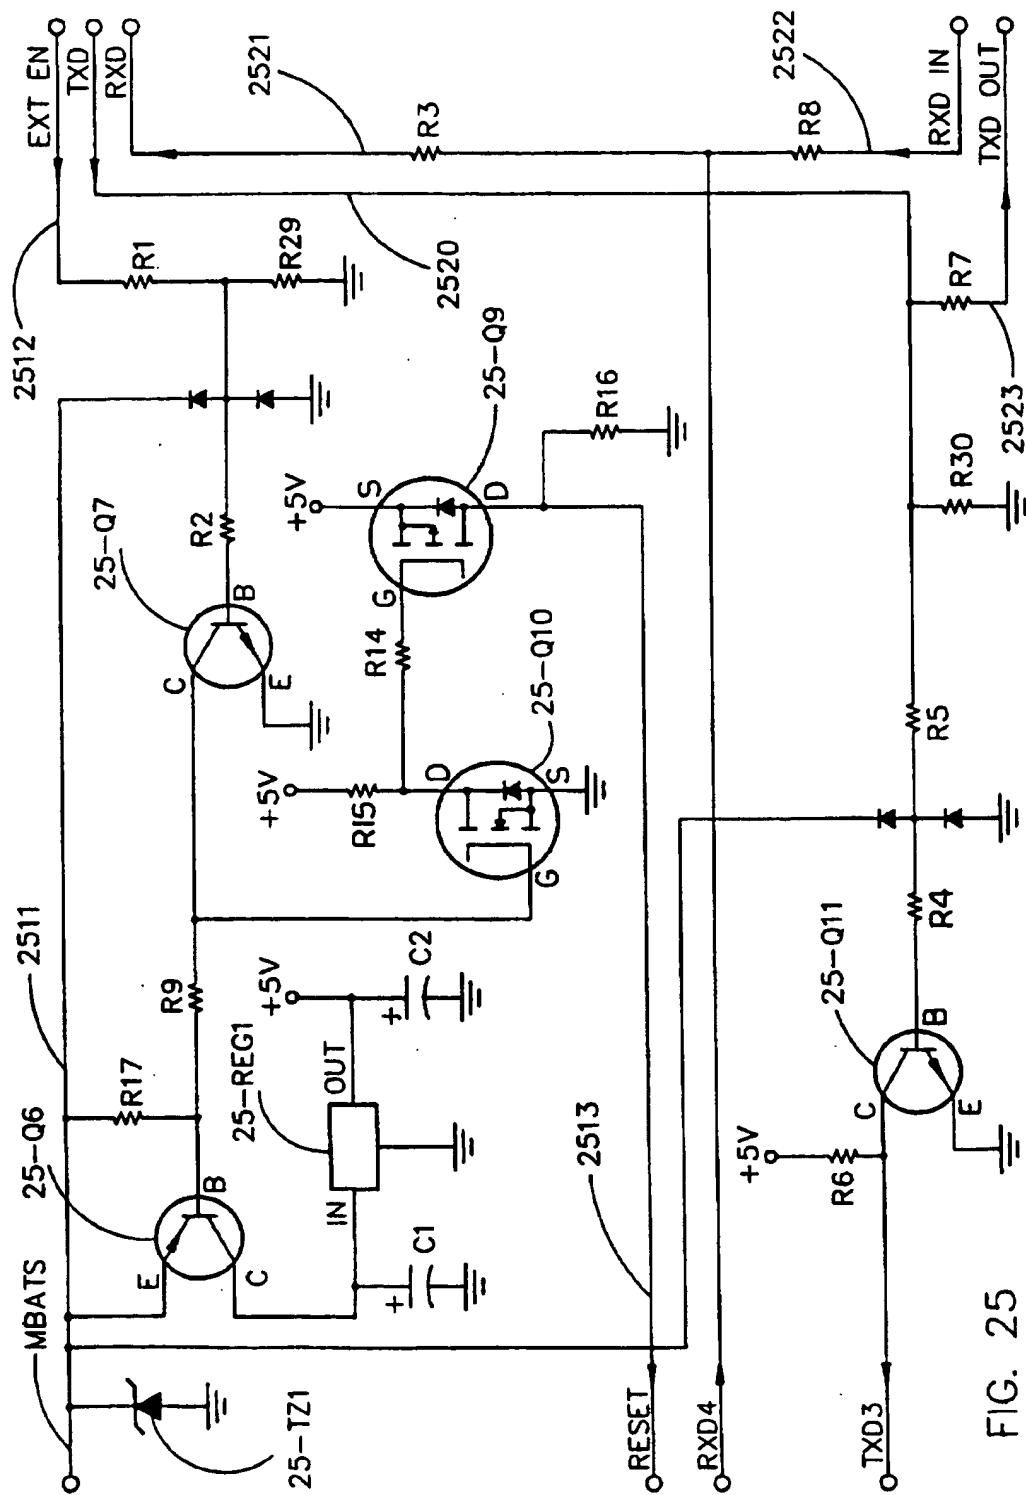 MBATS
2511
2512
EXT EN
TXD
RXD
25-TZ1
25-Q6
E
B
C
R17
R9
25-Q7
C
B
E
R2
R1
R29
2521
2520
R3
25-REG1
IN
OUT
+5V
C1
+
C2
+
+5V
R15
R14
D
G
S
25-Q10
+5V
S
G
D
25-Q9
R16
2513
RESET
RXD4
R8
2522
RXD IN
TXD OUT
TXD3
+5V
R6
C
B
E
25-Q11
R4
R5
R30
R7
2523
FIG. 25